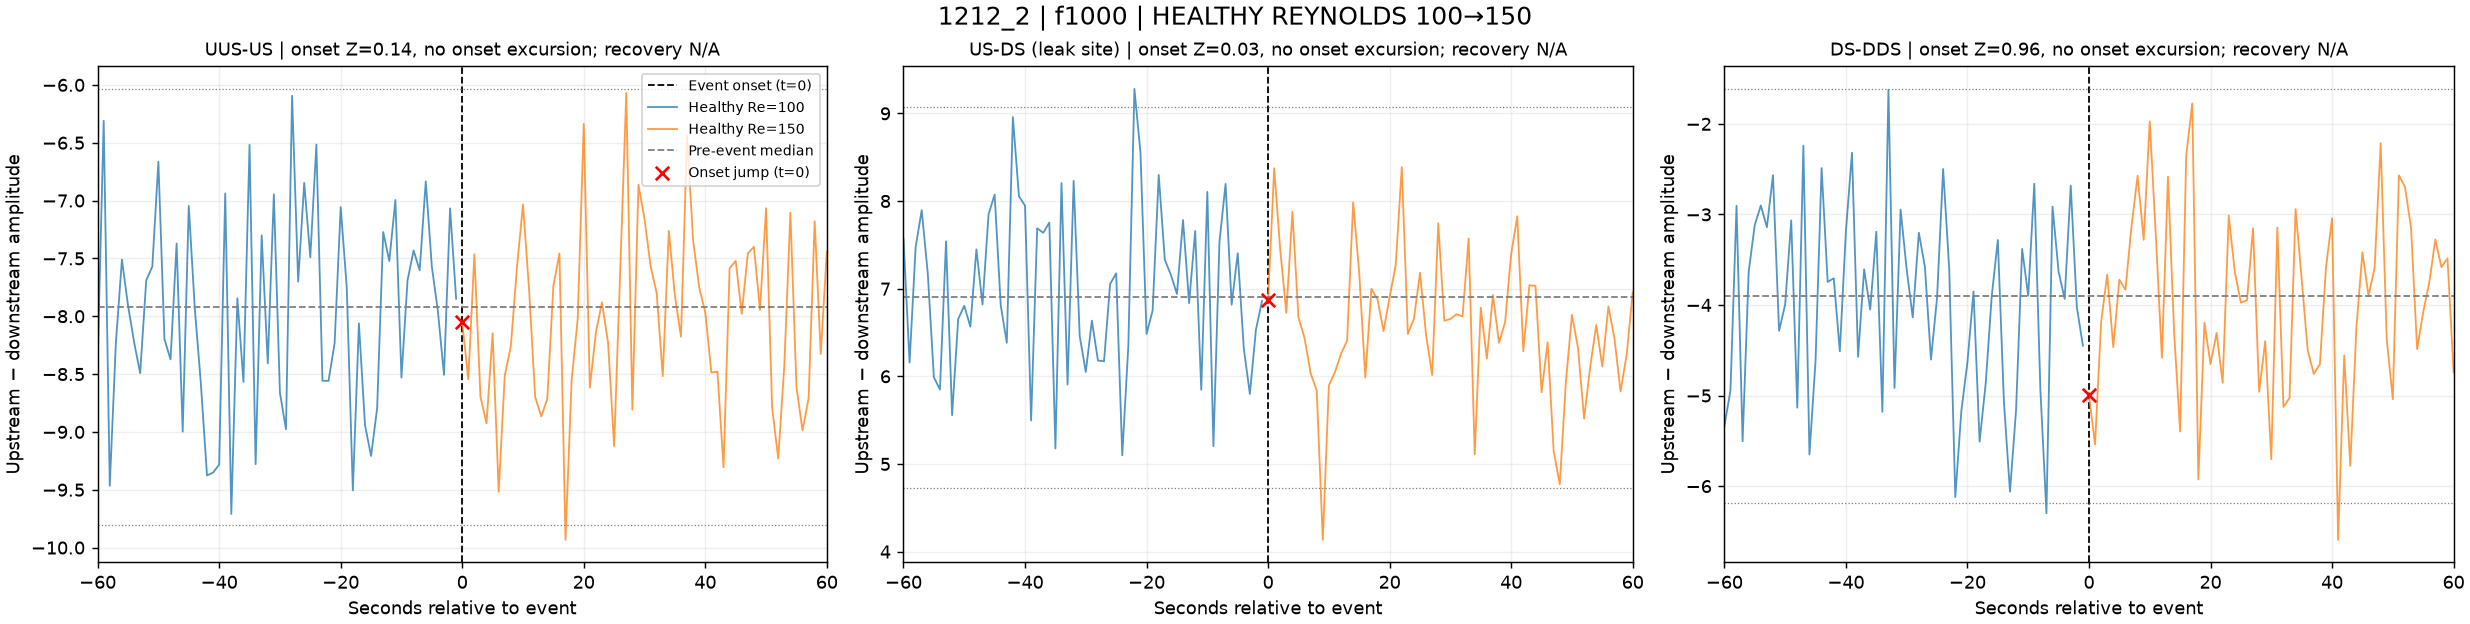 1212_2 | f1000 | HEALTHY REYNOLDS 100→150
UUS-US | onset Z=0.14, no onset excursion; recovery N/A
Upstream − downstream amplitude
−6.0
−6.5
−7.0
−7.5
−8.0
−8.5
−9.0
−9.5
−10.0
Event onset (t=0)
Healthy Re=100
Healthy Re=150
Pre-event median
Onset jump (t=0)
−60
−40
−20
0
20
40
60
Seconds relative to event
US-DS (leak site) | onset Z=0.03, no onset excursion; recovery N/A
Upstream − downstream amplitude
9
8
7
6
5
4
−60
−40
−20
0
20
40
60
Seconds relative to event
DS-DDS | onset Z=0.96, no onset excursion; recovery N/A
Upstream − downstream amplitude
−2
−3
−4
−5
−6
−60
−40
−20
0
20
40
60
Seconds relative to event